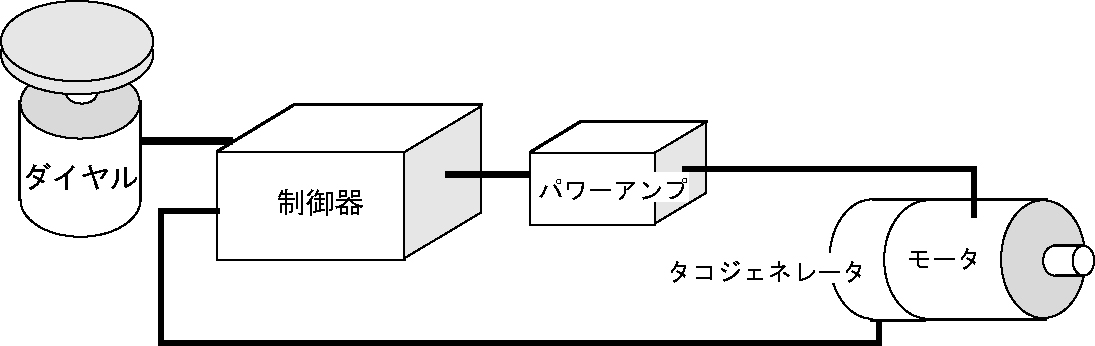 ダイヤル
制御器
パワーアンプ
タコジェネレータ
モータ